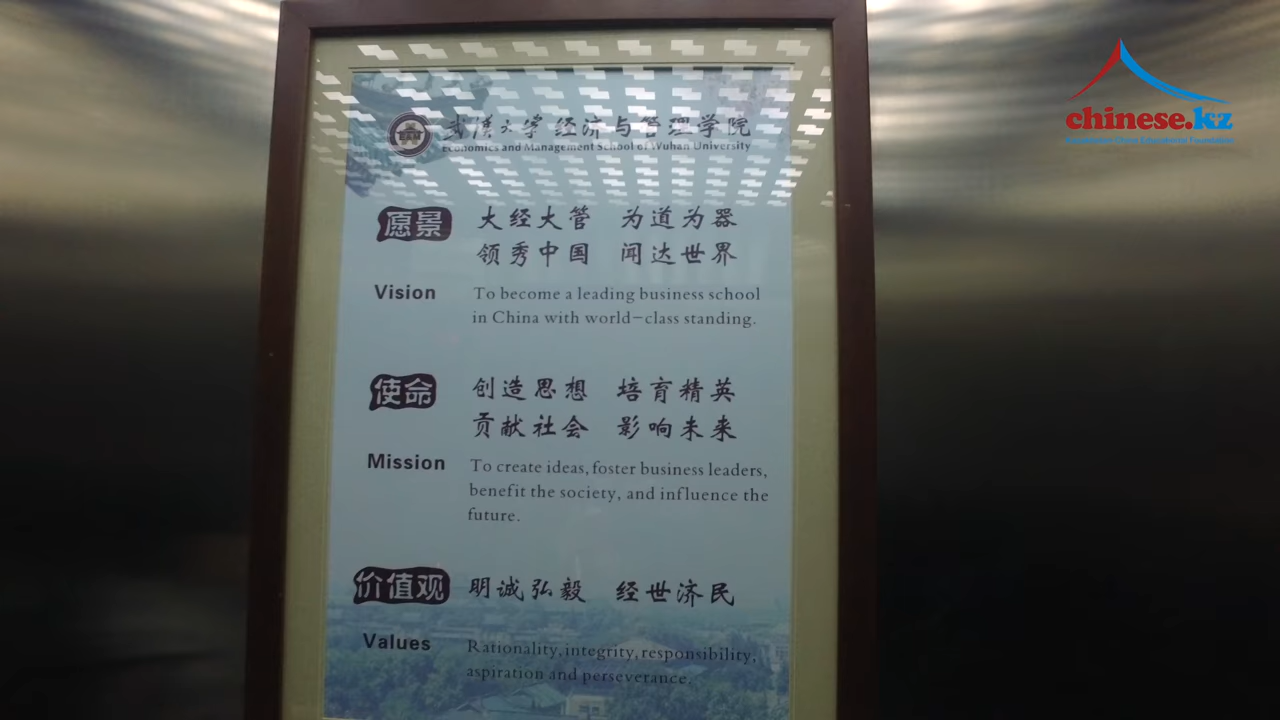 chinese.kz
武汉大学 经济与管理学院
Economics and Management School of Wuhan University
愿景
大经大管 为道为器
领秀中国 闻达世界
Vision
To become a leading business school
in China with world-class standing.
使命
创造思想 培育精英
贡献社会 影响未来
Mission
To create ideas, foster business leaders,
benefit the society, and influence the
future.
价值观
明诚弘毅 经世济民
Values
Rationality, integrity, responsibility,
aspiration and perseverance.